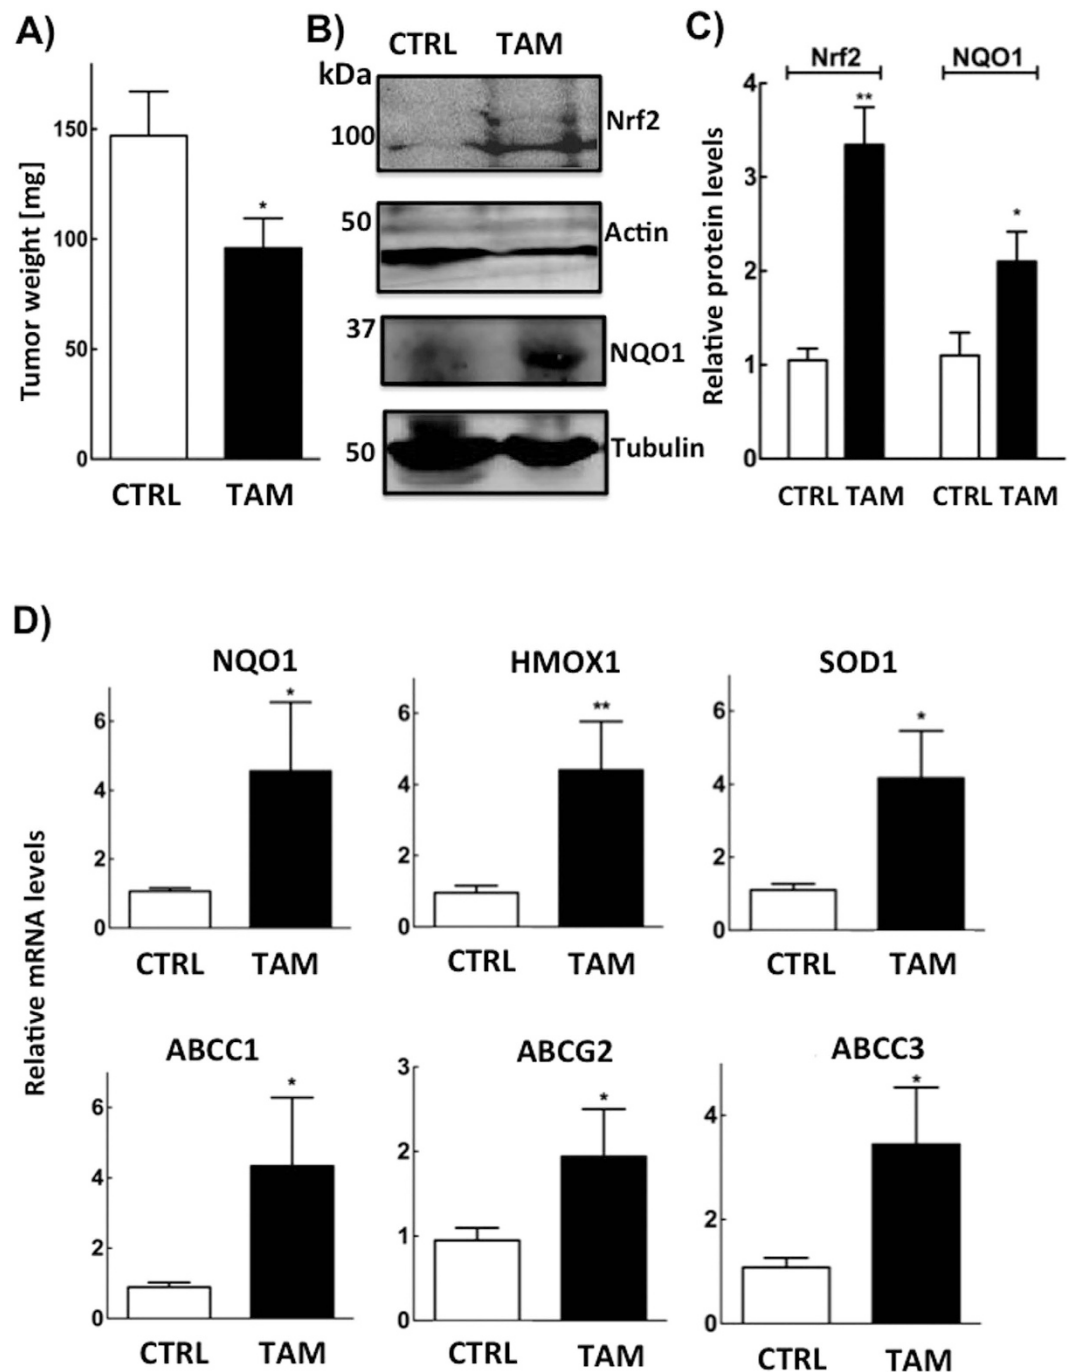 A)
Tumor weight [mg]
150
100
50
0
*
CTRL TAM
B)
CTRL TAM
kDa
100
Nrf2
50
Actin
37
NQO1
50
Tubulin
C)
Relative protein levels
Nrf2 NQO1
4
3
2
1
0
**
*
CTRL TAM CTRL TAM
D)
Relative mRNA levels
NQO1
6
4
2
0
*
CTRL TAM
HMOX1
6
4
2
0
**
CTRL TAM
SOD1
6
4
2
0
*
CTRL TAM
ABCC1
6
4
2
0
*
CTRL TAM
ABCG2
3
2
1
0
*
CTRL TAM
ABCC3
4
2
0
*
CTRL TAM